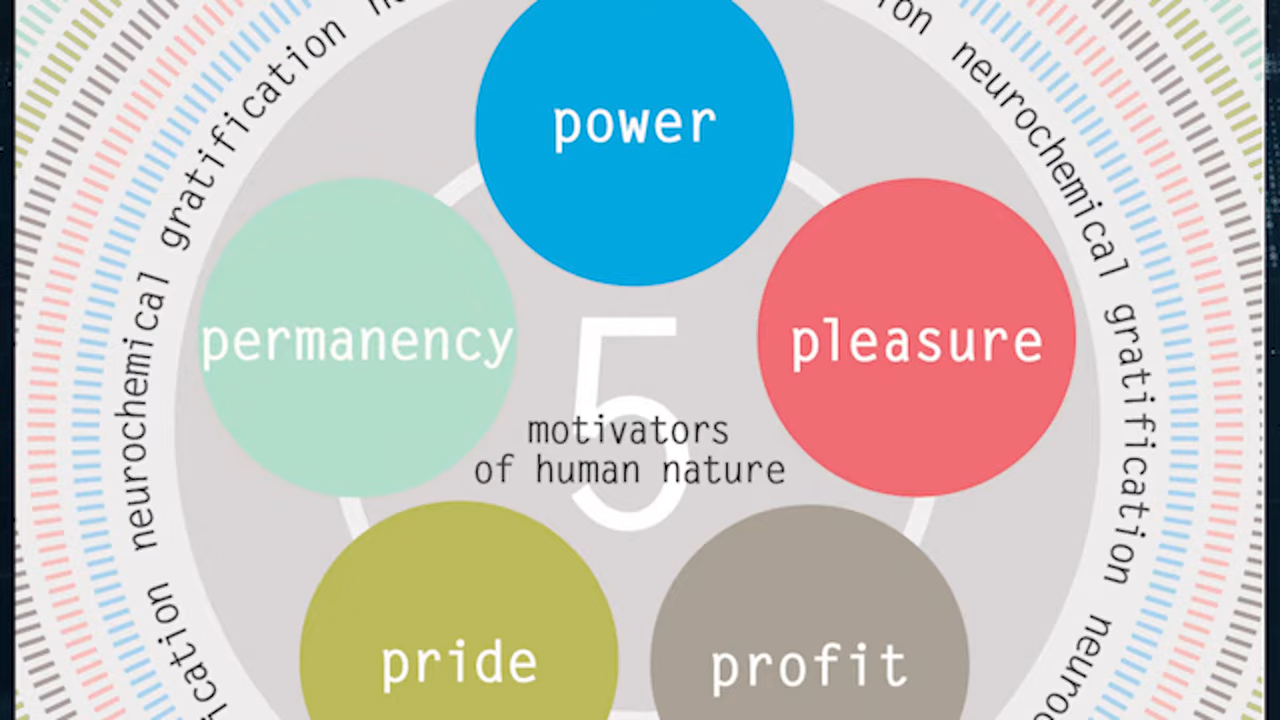 power
permanency
pleasure
5
motivators
of human nature
pride
profit
neurochemical gratification
neurochemical gratification